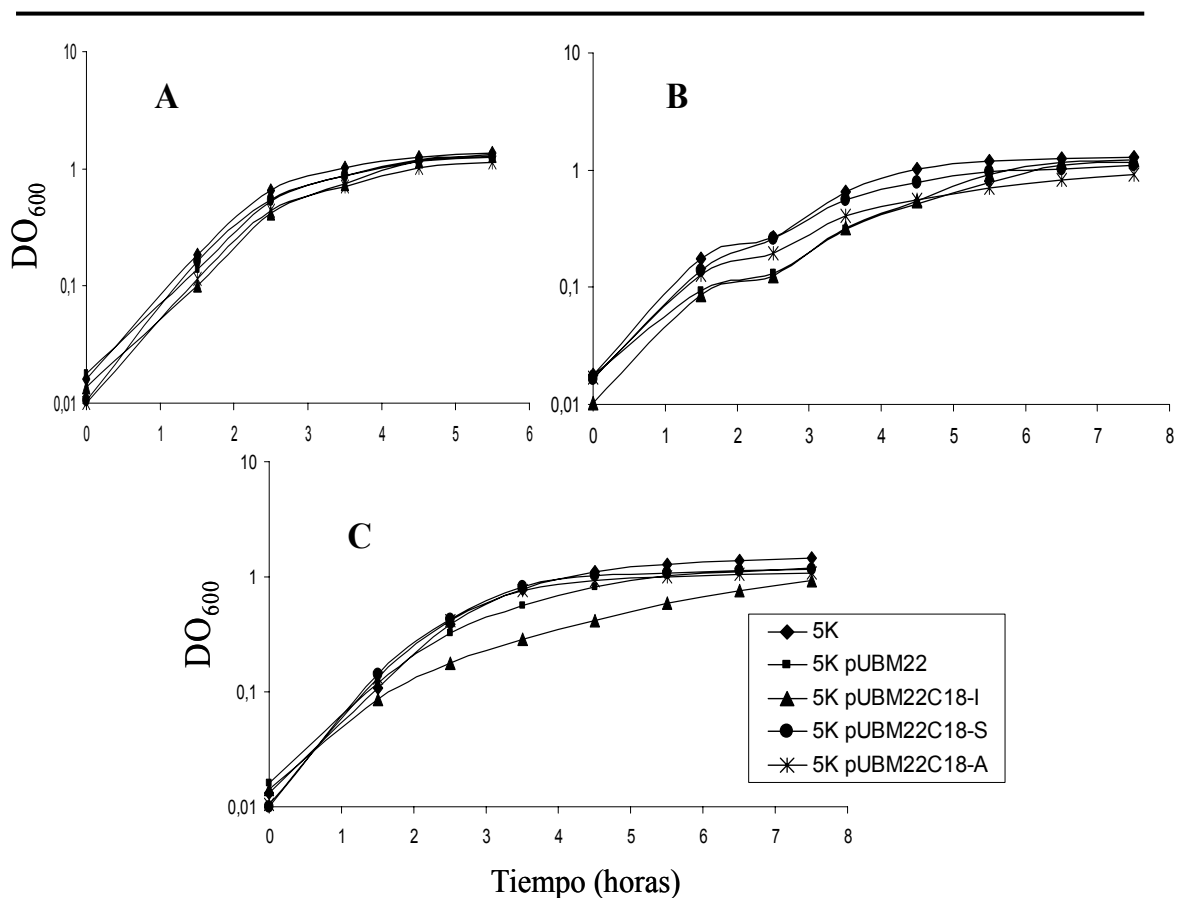 A
DO600
10
1
0,1
0,01
0 1 2 3 4 5 6
B
10
1
0,1
0,01
0 1 2 3 4 5 6 7 8
C
DO600
10
1
0,1
0,01
0 1 2 3 4 5 6 7 8
Tiempo (horas)
5K
5K pUBM22
5K pUBM22C18-I
5K pUBM22C18-S
5K pUBM22C18-A